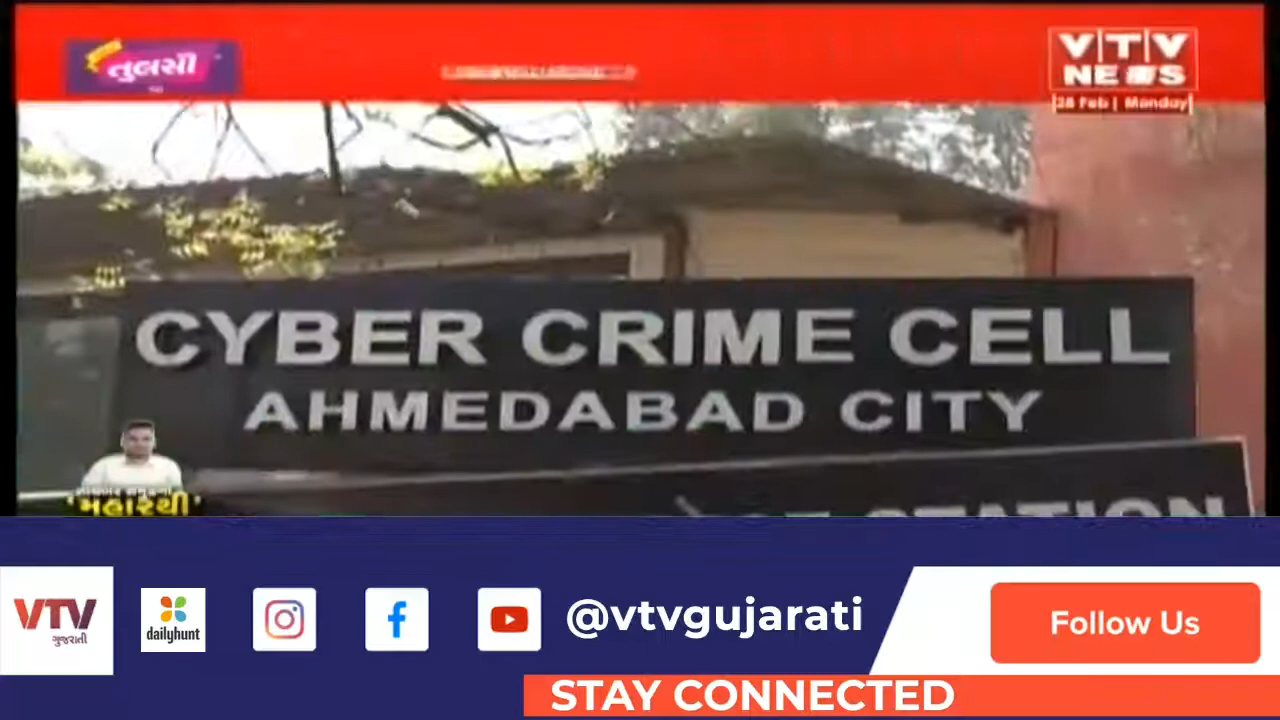 તુલસી
VTV
NEWS
28 Feb | Monday
CYBER CRIME CELL
AHMEDABAD CITY
STATION
'મહારથી'
VTV
ગુજરાતી
dailyhunt
@vtvgujarati
Follow Us
STAY CONNECTED